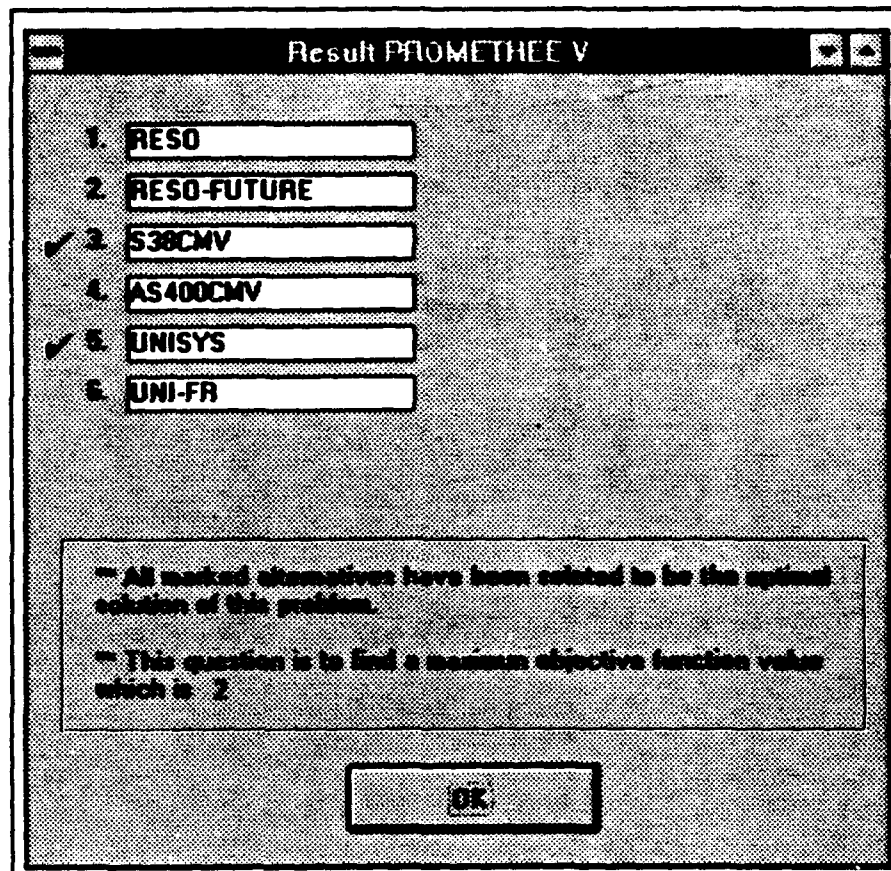 Result PROMETHEE V
1. RESO
2. RESO-FUTURE
✓ 3. S38CMV
4. AS400CMV
✓ 5. UNISYS
6. UNI-FR
** All marked alternatives have been selected to be the optimal
solution of this problem.
** This question is to find a maximun objective function value
which is 2
OK